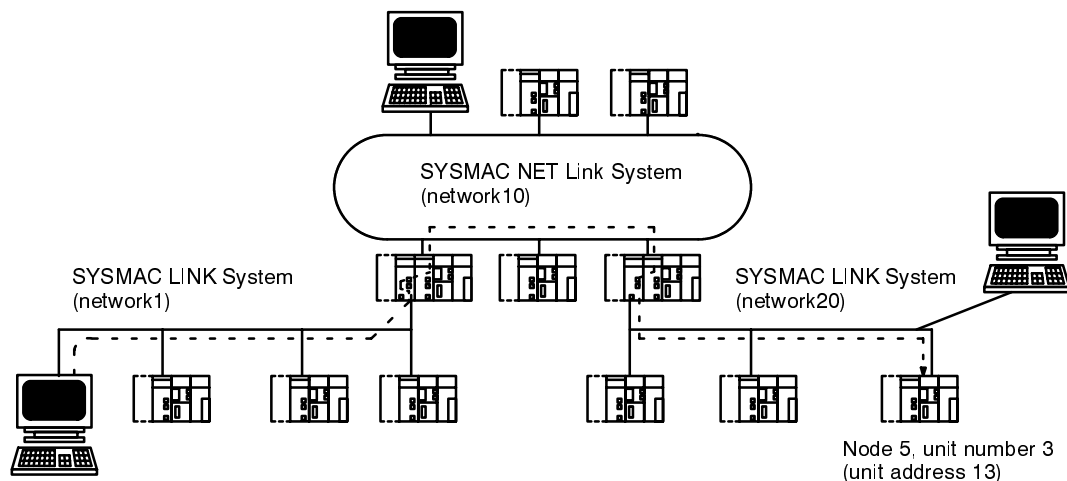 SYSMAC NET Link System
(network10)
SYSMAC LINK System
(network1)
SYSMAC LINK System
(network20)
Node 5, unit number 3
(unit address 13)